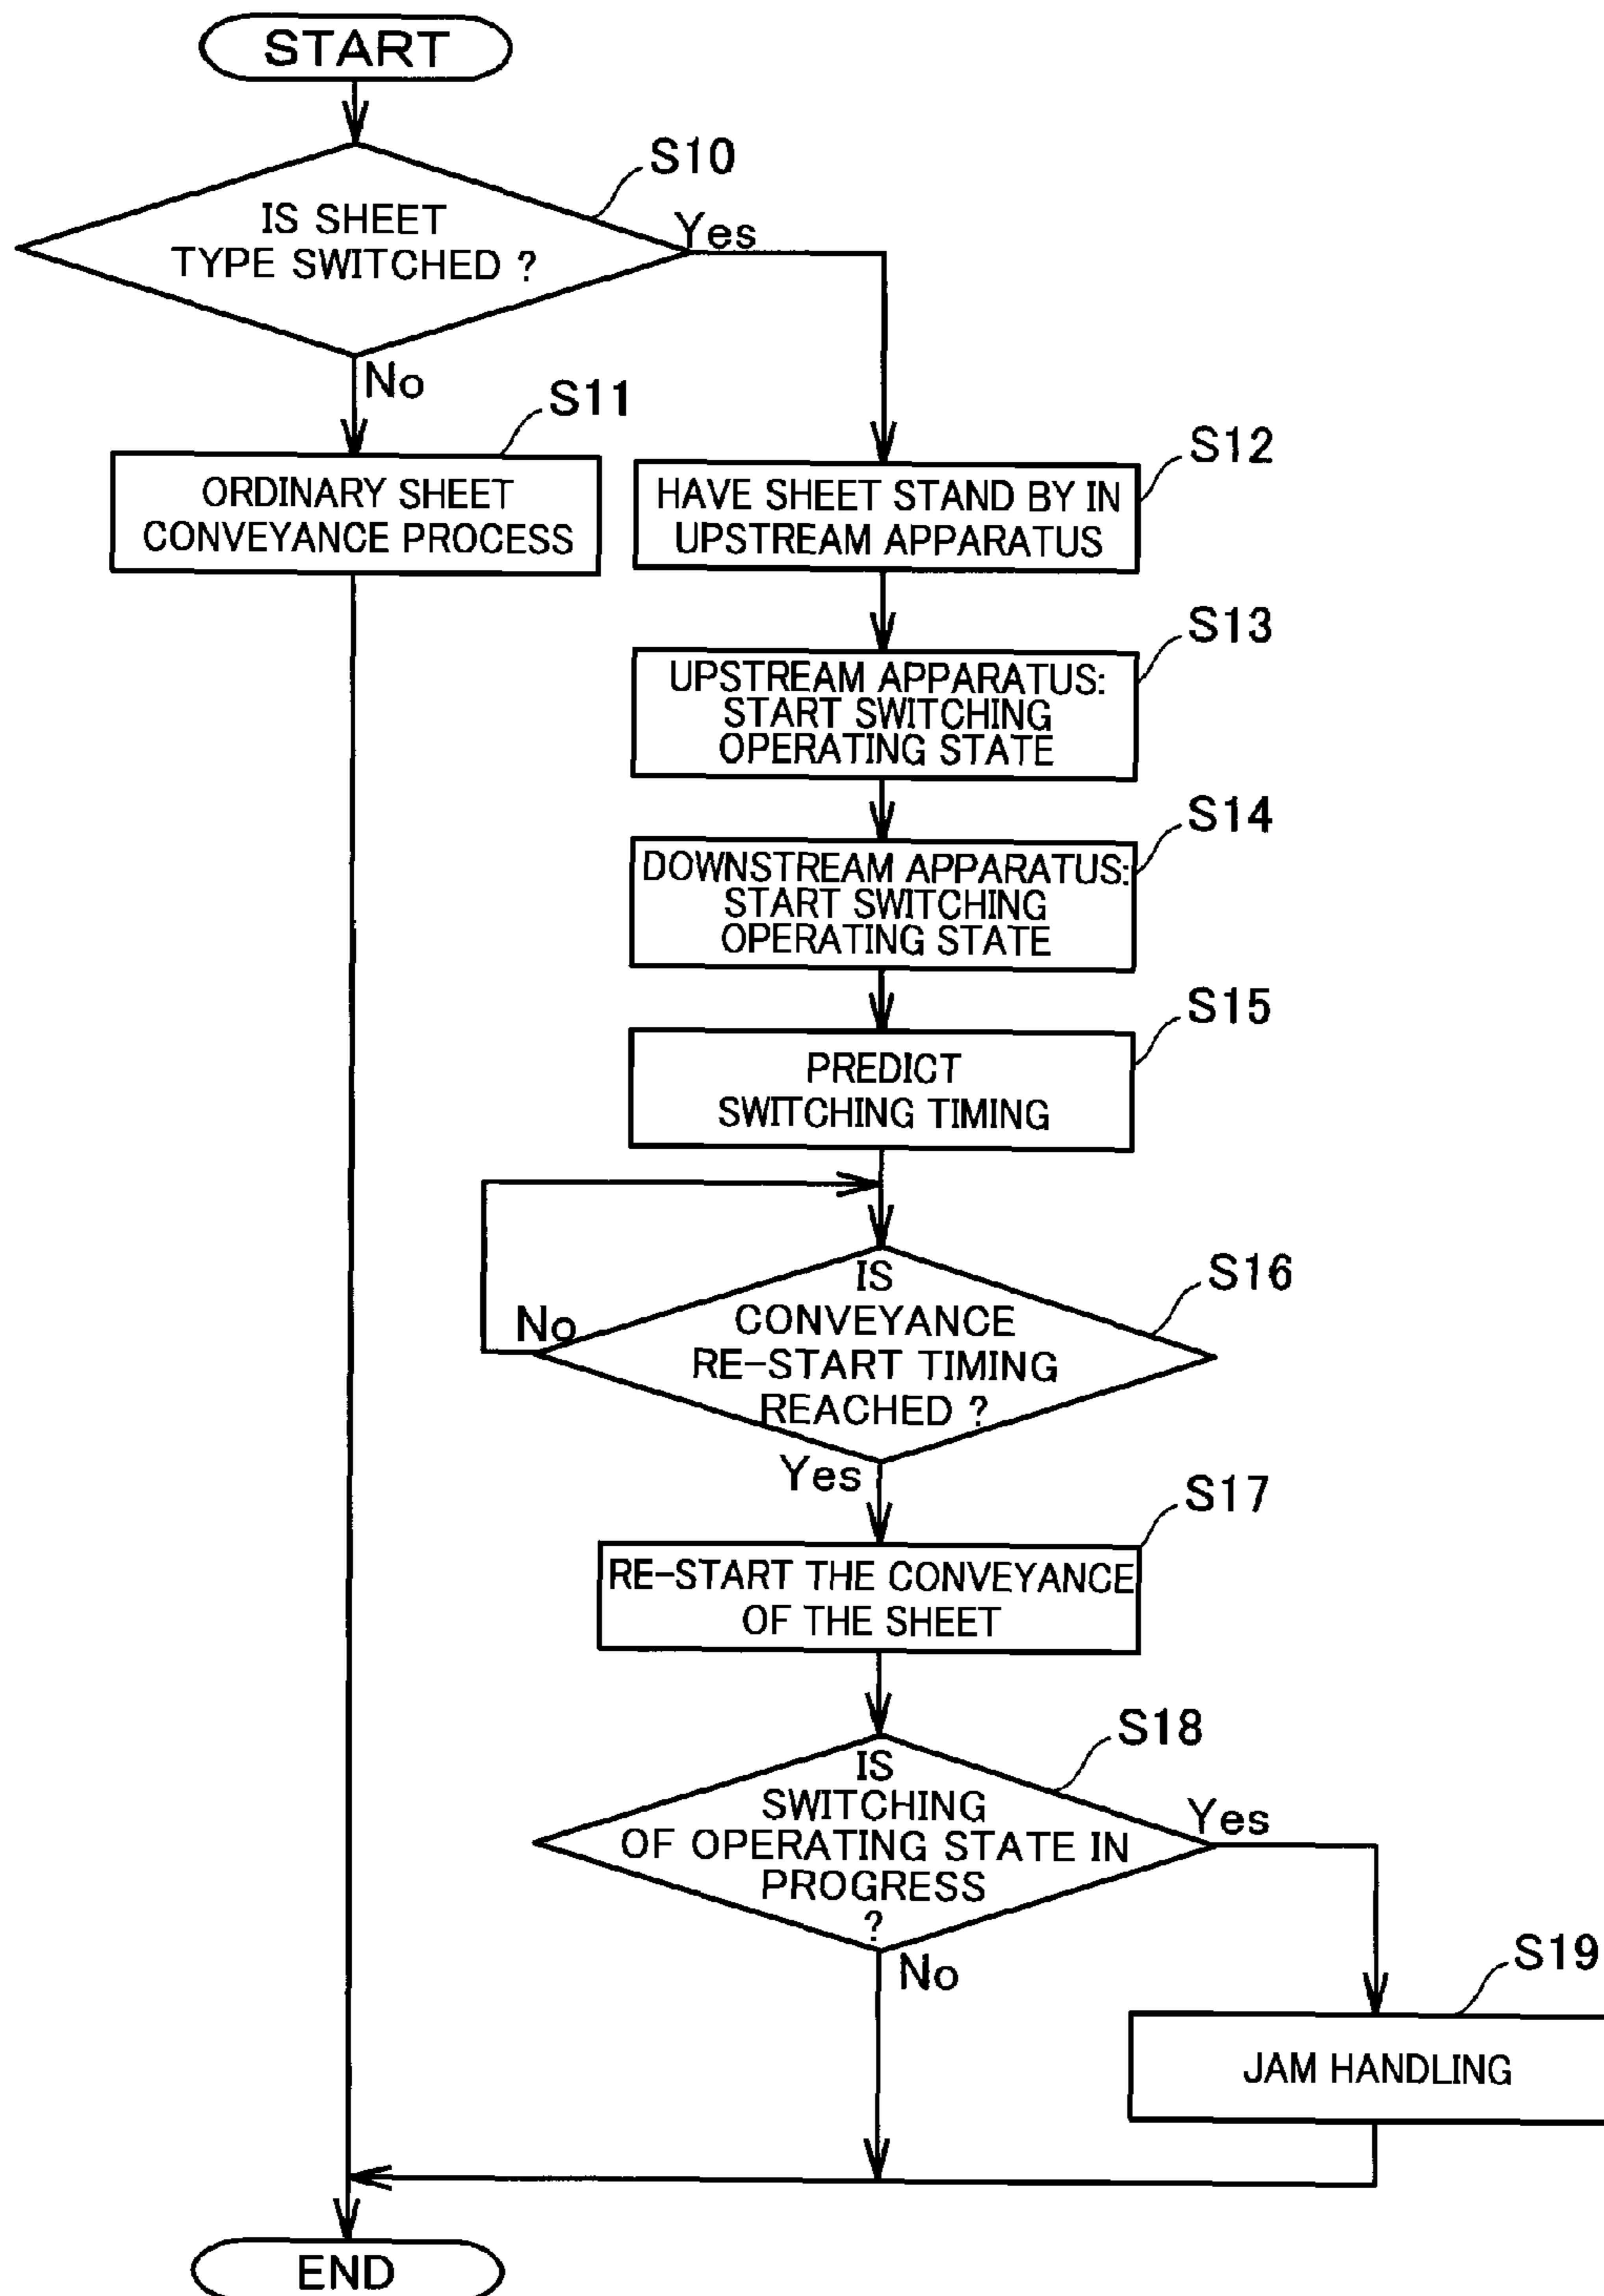 START
S10
IS SHEET
TYPE SWITCHED ?
Yes
No
S11
ORDINARY SHEET
CONVEYANCE PROCESS
S12
HAVE SHEET STAND BY IN
UPSTREAM APPARATUS
S13
UPSTREAM APPARATUS:
START SWITCHING
OPERATING STATE
S14
DOWNSTREAM APPARATUS:
START SWITCHING
OPERATING STATE
S15
PREDICT
SWITCHING TIMING
S16
IS
CONVEYANCE
RE-START TIMING
REACHED ?
No
Yes
S17
RE-START THE CONVEYANCE
OF THE SHEET
S18
IS
SWITCHING
OF OPERATING STATE IN
PROGRESS
?
Yes
No
S19
JAM HANDLING
END